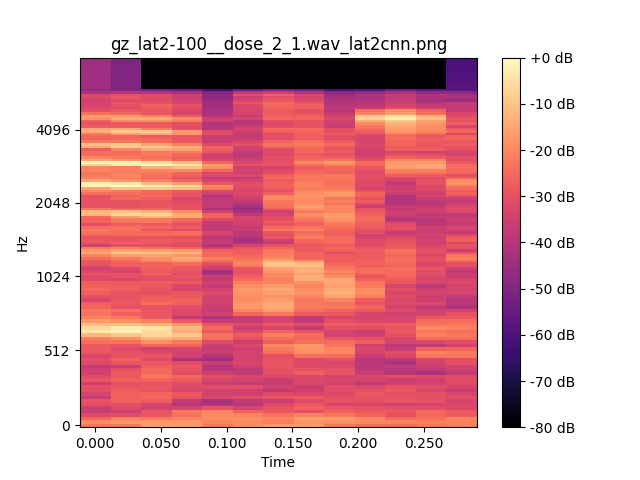 gz_lat2-100__dose_2_1.wav_lat2cnn.png
Hz
4096
2048
1024
512
0
0.000 0.050 0.100 0.150 0.200 0.250
Time
+0 dB
-10 dB
-20 dB
-30 dB
-40 dB
-50 dB
-60 dB
-70 dB
-80 dB